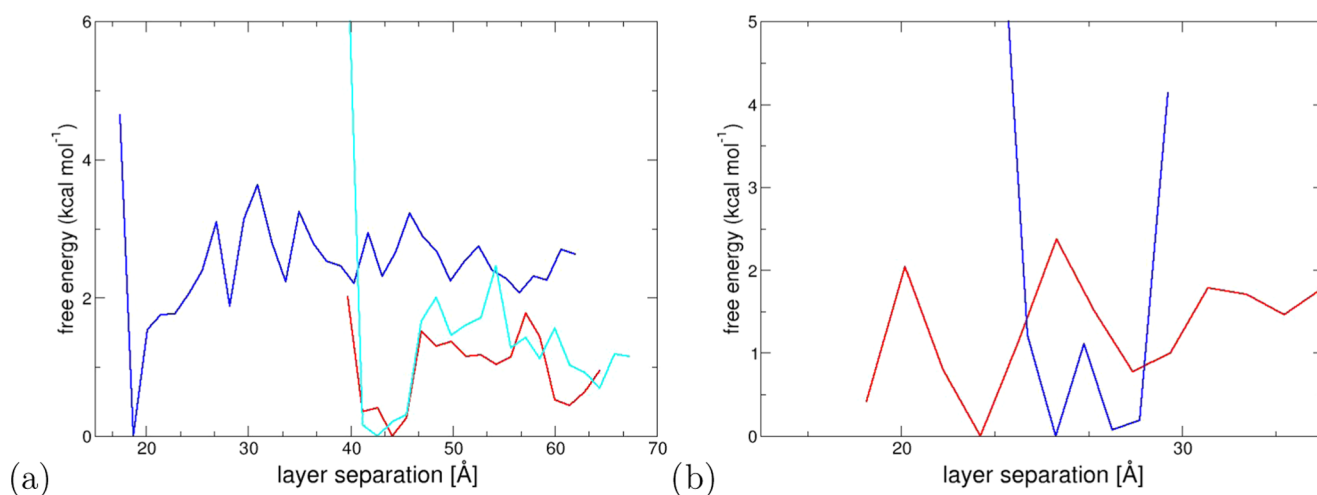 6
4
2
0
free energy (kcal mol⁻¹)
20 30 40 50 60 70
layer separation [Å]
(a)
5
4
3
2
1
0
free energy (kcal mol⁻¹)
20 30
layer separation [Å]
(b)